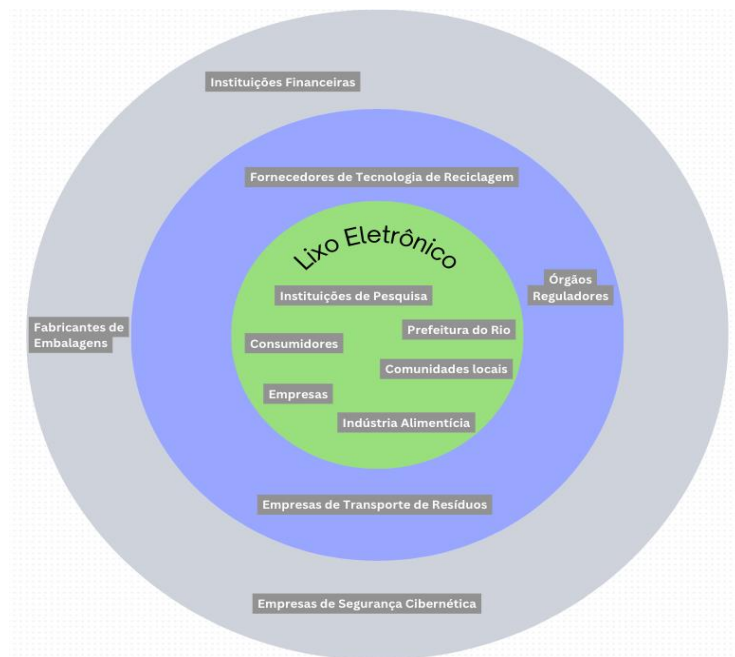 Instituições Financeiras
Fornecedores de Tecnologia de Reciclagem
Lixo Eletrônico
Instituições de Pesquisa
Órgãos
Reguladores
Prefeitura do Rio
Fabricantes de
Embalagens
Consumidores
Comunidades locais
Empresas
Indústria Alimentícia
Empresas de Transporte de Resíduos
Empresas de Segurança Cibernética